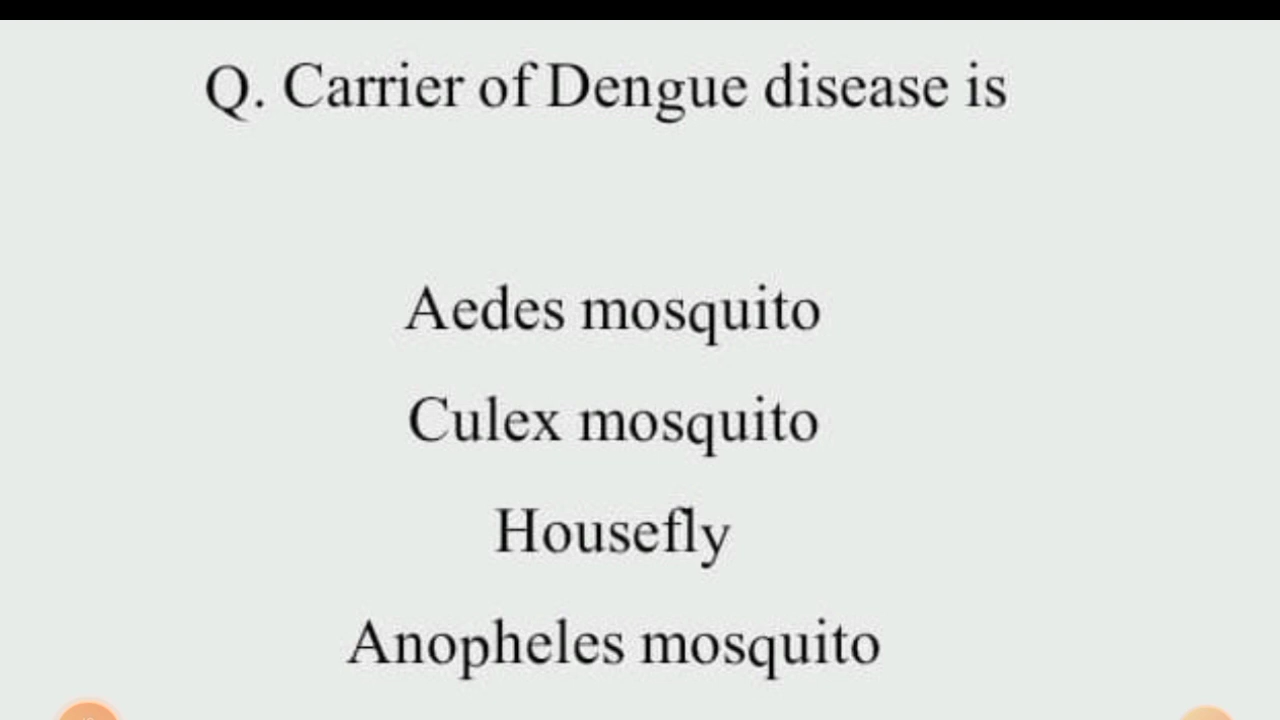 Q. Carrier of Dengue disease is
Aedes mosquito
Culex mosquito
Housefly
Anopheles mosquito